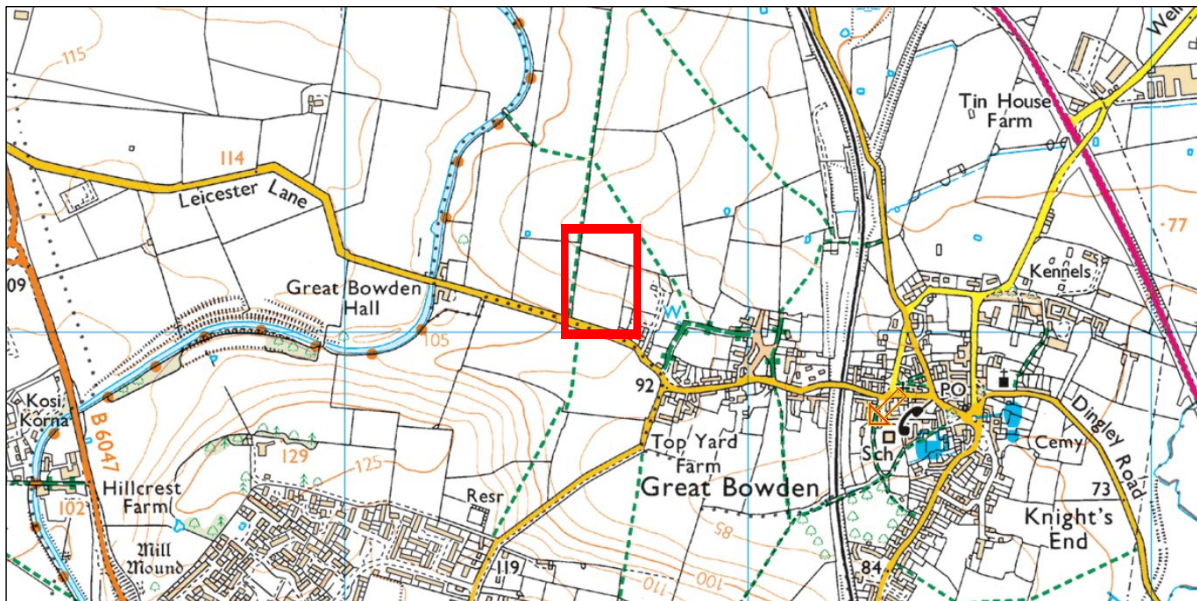 115
Well
Tin House
Farm
114
Leicester Lane
77
Kennels
09
Great Bowden
Hall
105
W
92
PO
Kosi
Korna
B 6047
129
125
Top Yard
Farm
Sch
Cemy
Dingley Road
Hillcrest
Farm
102
Resr
Great Bowden
85
73
Knight's
End
Mill
Mound
119
110
100
84